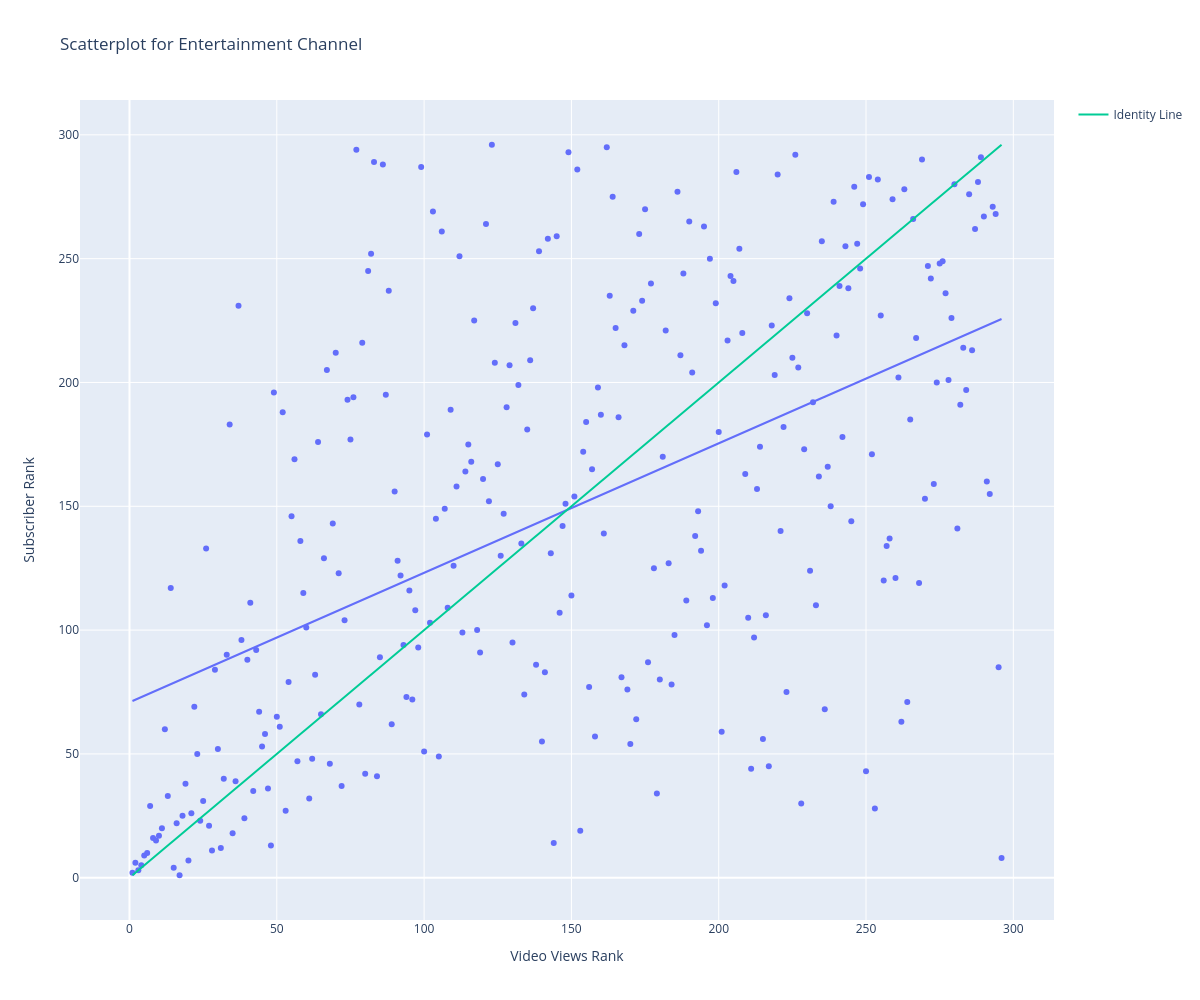 Scatterplot for Entertainment Channel
Identity Line
300
250
200
150
100
50
0
Subscriber Rank
0 50 100 150 200 250 300
Video Views Rank